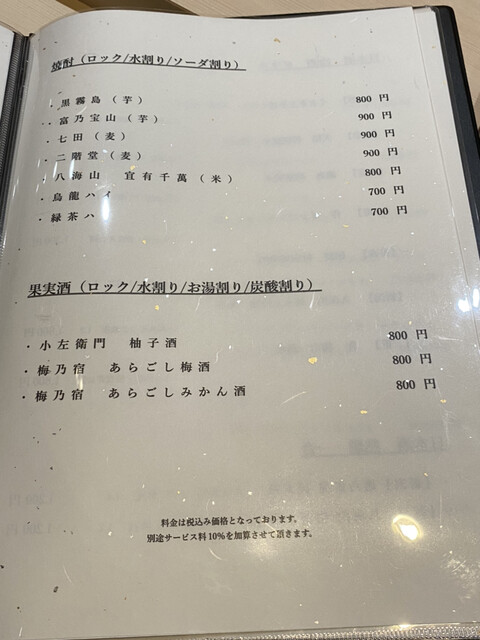 焼酎（ロック/水割り/ソーダ割り）
・黒霧島（芋） 800 円
・富乃宝山（芋） 900 円
・七田（麦） 900 円
・二階堂（麦） 900 円
・八海山　宜有千萬（米） 800 円
・烏龍ハイ 700 円
・緑茶ハイ 700 円
果実酒（ロック/水割り/お湯割り/炭酸割り）
・小左衛門　柚子酒 800 円
・梅乃宿　あらごし梅酒 800 円
・梅乃宿　あらごしみかん酒 800 円
料金は税込み価格となっております。
別途サービス料 10％を加算させて頂きます。